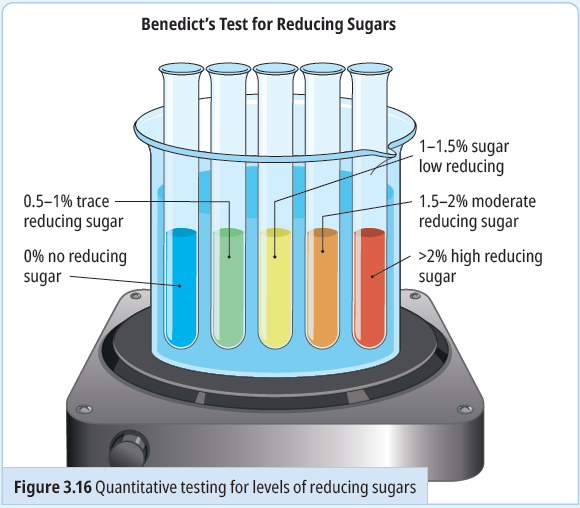 Benedict's Test for Reducing Sugars
1–1.5% sugar
low reducing
0.5–1% trace
reducing sugar
1.5–2% moderate
reducing sugar
0% no reducing
sugar
>2% high reducing
sugar
Figure 3.16 Quantitative testing for levels of reducing sugars